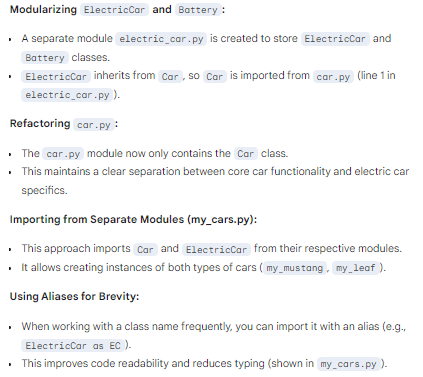 Modularizing ElectricCar and Battery:
• A separate module electric_car.py is created to store ElectricCar and
Battery classes.
• ElectricCar inherits from Car, so Car is imported from car.py (line 1 in
electric_car.py).
Refactoring car.py:
• The car.py module now only contains the Car class.
• This maintains a clear separation between core car functionality and electric car
specifics.
Importing from Separate Modules (my_cars.py):
• This approach imports Car and ElectricCar from their respective modules.
• It allows creating instances of both types of cars (my_mustang, my_leaf).
Using Aliases for Brevity:
• When working with a class name frequently, you can import it with an alias (e.g.,
ElectricCar as EC).
• This improves code readability and reduces typing (shown in my_cars.py).